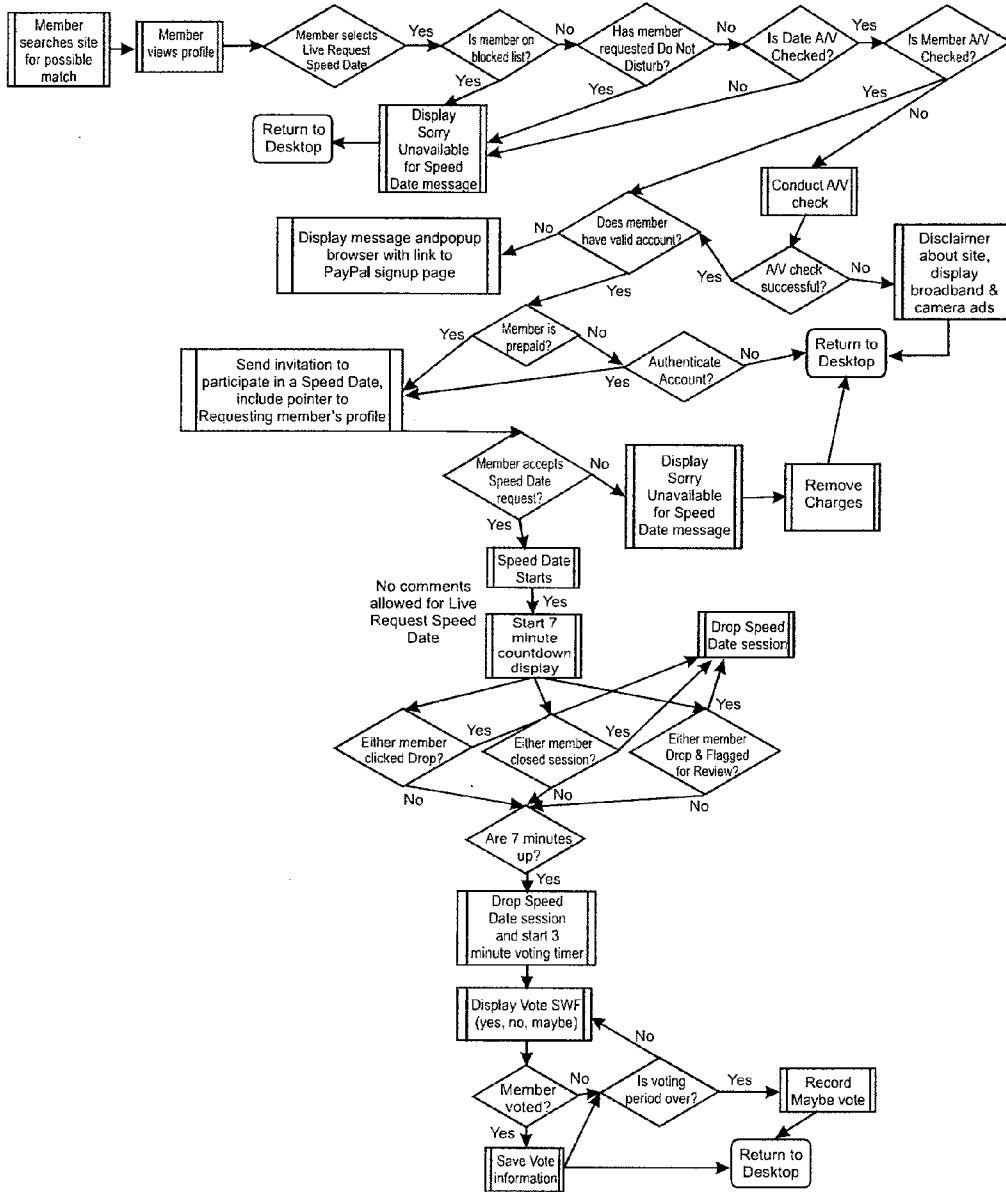 Member
searches site
for possible
match
Member
views profile
Member selects
Live Request
Speed Date
Yes
Is member on
blocked list?
No
Has member
requested Do Not
Disturb?
No
Is Date A/V
Checked?
Yes
Is Member A/V
Checked?
Yes
Yes
No
Yes
No
Return to
Desktop
Display
Sorry
Unavailable
for Speed
Date message
Conduct A/V
check
Display message andpopup
browser with link to
PayPal signup page
No
Does member
have valid account?
Yes
A/V check
successful?
No
Disclaimer
about site,
display
broadband &
camera ads
Yes
Yes
Member is
prepaid?
No
Authenticate
Account?
No
Return to
Desktop
Yes
Send invitation to
participate in a Speed Date,
include pointer to
Requesting member's profile
Member accepts
Speed Date
request?
No
Display
Sorry
Unavailable
for Speed
Date message
Remove
Charges
Yes
Speed Date
Starts
No comments
allowed for Live
Request Speed
Date
Yes
Start 7
minute
countdown
display
Drop Speed
Date session
Either member
clicked Drop?
Yes
Either member
closed session?
Yes
Either member
Drop & Flagged
for Review?
Yes
No
No
No
Are 7 minutes
up?
Yes
Drop Speed
Date session
and start 3
minute voting timer
Display Vote SWF
(yes, no, maybe)
No
Member
voted?
No
Is voting
period over?
Yes
Record
Maybe vote
Yes
Save Vote
information
Return to
Desktop